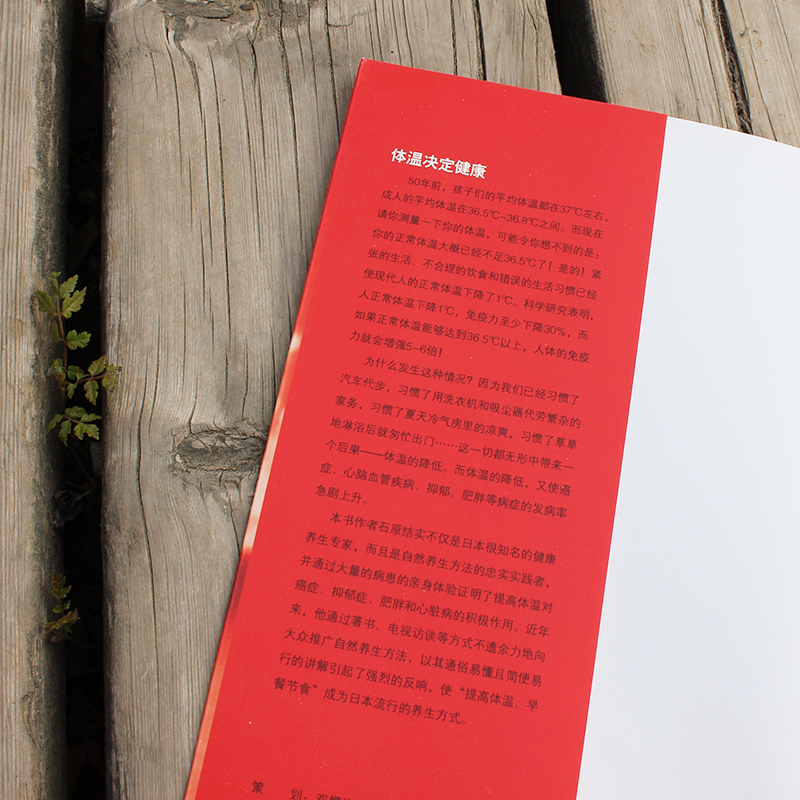 体温决定健康
50年前，孩子们的平均体温都在37℃左右，
成人的平均体温在36.5℃~36.8℃之间。而现在
请你测量一下你的体温，可能令你想不到的是：
你的正常体温大概已经不足36.5℃了！是的！紧
张的生活、不合理的饮食和错误的生活习惯已经
使现代人的正常体温下降了1℃。科学研究表明，
人正常体温下降1℃，免疫力至少下降30%，而
如果正常体温能够达到36.5℃以上，人体的免疫
力就会增强5-6倍！
为什么发生这种情况？因为我们已经习惯了
汽车代步，习惯了用洗衣机和吸尘器代劳繁杂的
家务，习惯了夏天冷气房里的凉爽，习惯了草草
地淋浴后就匆忙出门……这一切都无形中带来一
个后果——体温的降低。而体温的降低，又使癌
症、心脑血管疾病、抑郁、肥胖等病症的发病率
急剧上升。
本书作者石原结实不仅是日本很知名的健康
养生专家，而且是自然养生方法的忠实实践者，
并通过大量的病患的亲身体验证明了提高体温对
癌症、抑郁症、肥胖和心脏病的积极作用。近年
来，他通过著书、电视访谈等方式不遗余力地向
大众推广自然养生方法，以其通俗易懂且简便易
行的讲解引起了强烈的反响，使“提高体温、早
餐节食”成为日本流行的养生方式。
策 划：